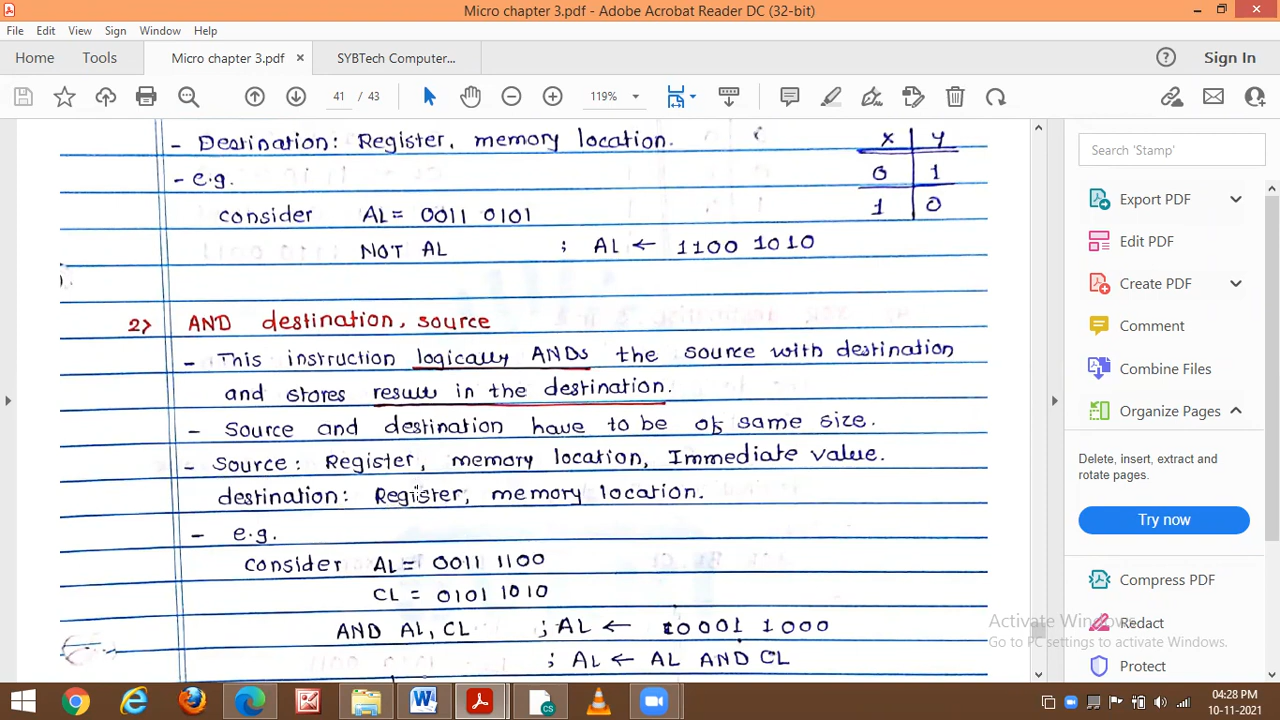 Micro chapter 3.pdf - Adobe Acrobat Reader DC (32-bit)
File Edit View Sign Window Help
Home Tools Micro chapter 3.pdf × SYBTech Computer... Sign In
41 / 43 119%
- Destination: Register, memory location.
x y
0 1
1 0
- e.g.
consider AL = 0011 0101
NOT AL ; AL ← 1100 1010
2> AND destination, source
- This instruction logically ANDs the source with destination
and stores result in the destination.
- Source and destination have to be of same size.
- Source: Register, memory location, Immediate value.
destination: Register, memory location.
- e.g.
consider AL = 0011 1100
CL = 0101 1010
AND AL, CL ; AL ← 0001 1000
; AL ← AL AND CL
Search 'Stamp'
Export PDF
Edit PDF
Create PDF
Comment
Combine Files
Organize Pages
Delete, insert, extract and
rotate pages.
Try now
Compress PDF
Redact
Protect
Activate Windows
Go to PC settings to activate Windows.
04:28 PM
10-11-2021